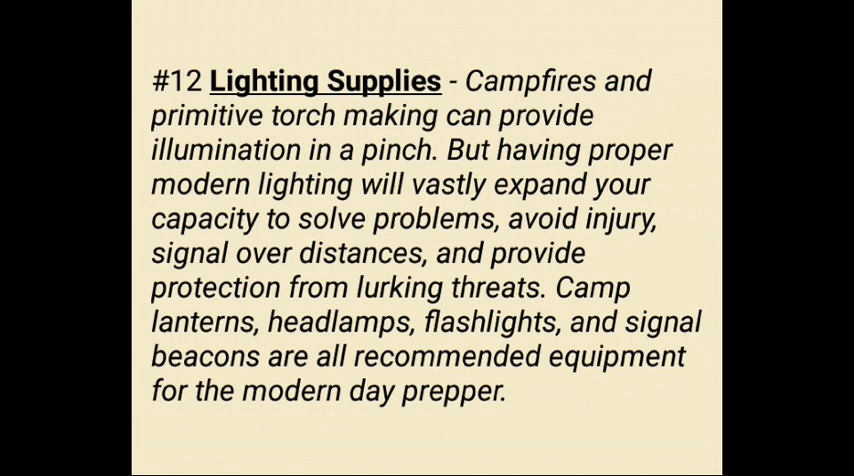 #12 Lighting Supplies - Campfires and
primitive torch making can provide
illumination in a pinch. But having proper
modern lighting will vastly expand your
capacity to solve problems, avoid injury,
signal over distances, and provide
protection from lurking threats. Camp
lanterns, headlamps, flashlights, and signal
beacons are all recommended equipment
for the modern day prepper.